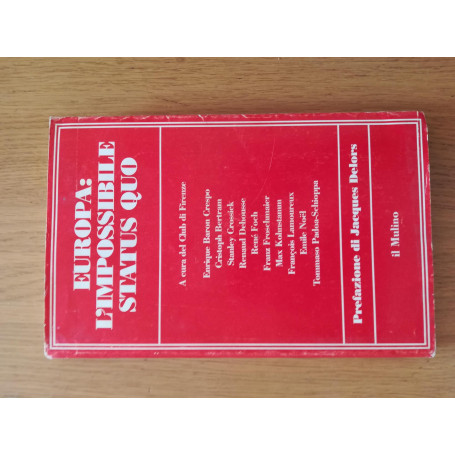 EUROPA:
L'IMPOSSIBILE
STATUS QUO
A cura del Club di Firenze
Enrique Baron Crespo
Cristoph Bertram
Stanley Crossick
Renaud Dehousse
René Foch
Franz Froschmaier
Max Kohnstamm
François Lamoureux
Emile Noël
Tommaso Padoa-Schioppa
Prefazione di Jacques Delors
il Mulino